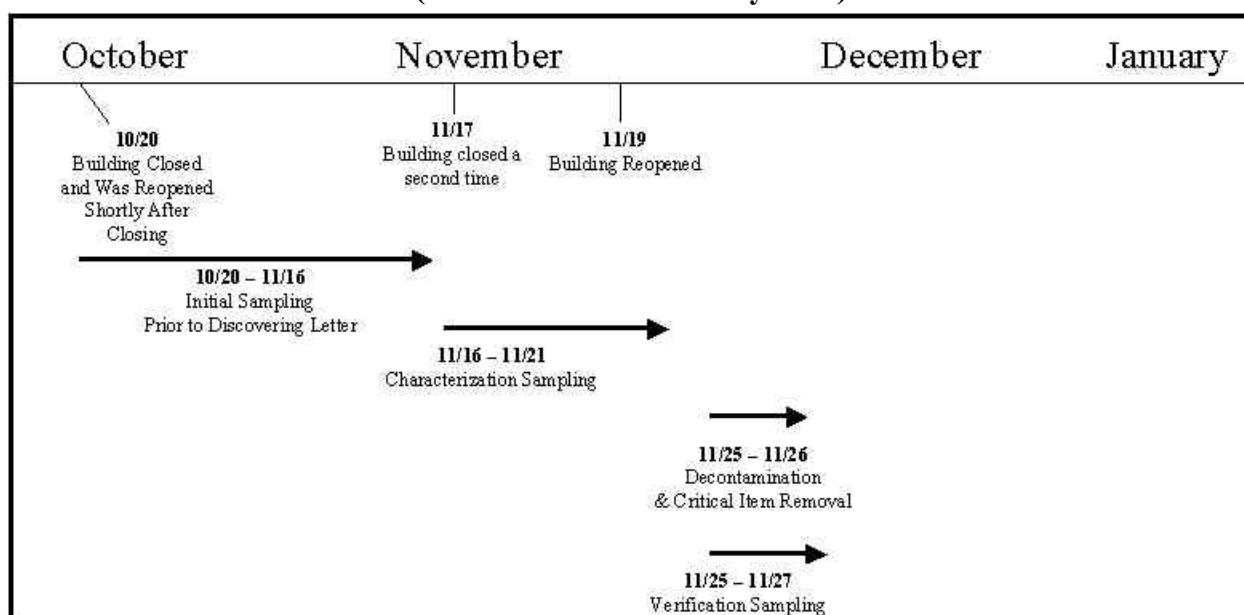 October November December January
10/20
Building Closed
and Was Reopened
Shortly After
Closing
11/17
Building closed a
second time
11/19
Building Reopened
10/20 – 11/16
Initial Sampling
Prior to Discovering Letter
11/16 – 11/21
Characterization Sampling
11/25 – 11/26
Decontamination
& Critical Item Removal
11/25 – 11/27
Verification Sampling